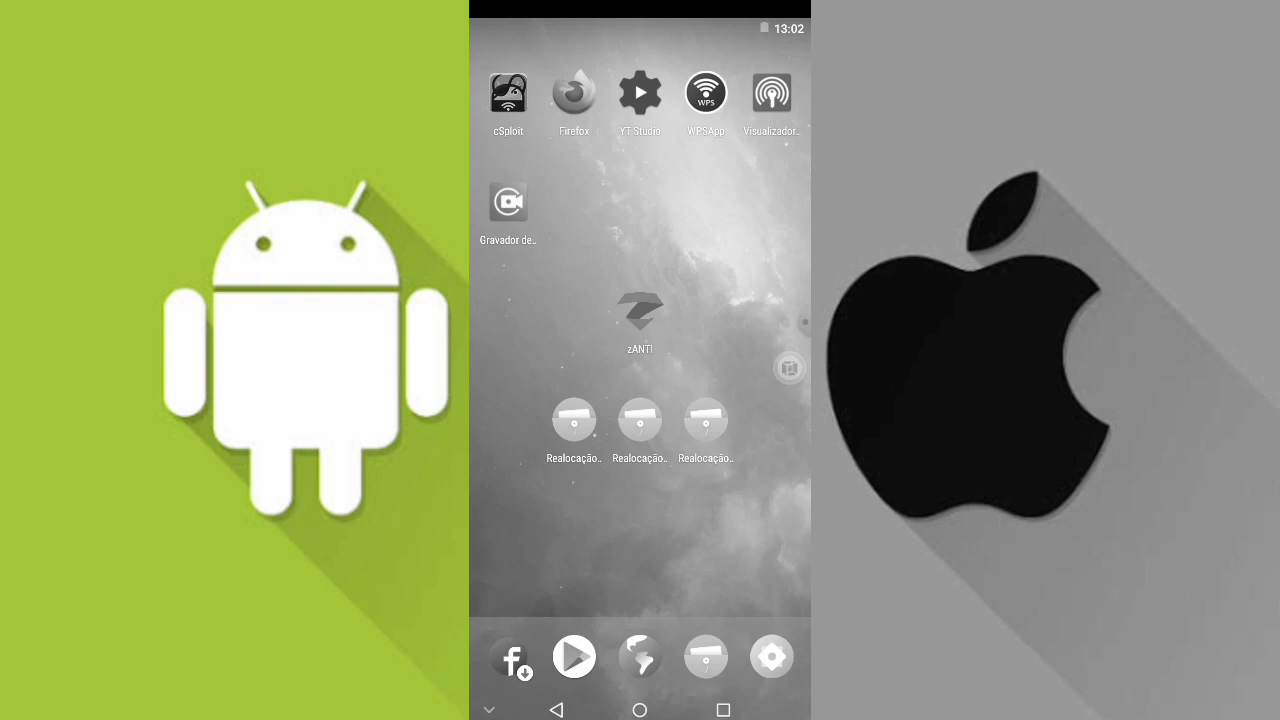 13:02
cSploit
Firefox
YT Studio
WPS
WPSApp
Visualizador..
Gravador de..
zANTI
Realocação..
Realocação..
Realocação..
f